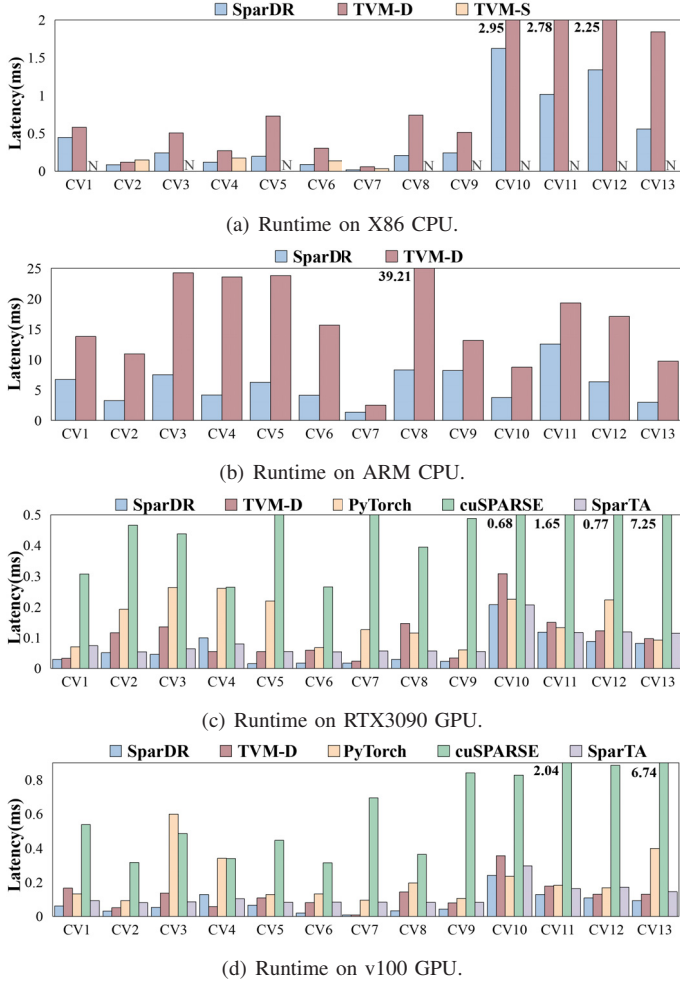 SparDR TVM-D TVM-S
2
1.5
1
0.5
0
Latency(ms)
2.95 2.78 2.25
N N N N N N N N N
CV1 CV2 CV3 CV4 CV5 CV6 CV7 CV8 CV9 CV10 CV11 CV12 CV13
(a) Runtime on X86 CPU.
SparDR TVM-D
25
20
15
10
5
0
Latency(ms)
39.21
CV1 CV2 CV3 CV4 CV5 CV6 CV7 CV8 CV9 CV10 CV11 CV12 CV13
(b) Runtime on ARM CPU.
SparDR TVM-D PyTorch cuSPARSE SparTA
0.5
0.4
0.3
0.2
0.1
0
Latency(ms)
0.68 1.65 0.77 7.25
CV1 CV2 CV3 CV4 CV5 CV6 CV7 CV8 CV9 CV10 CV11 CV12 CV13
(c) Runtime on RTX3090 GPU.
SparDR TVM-D PyTorch cuSPARSE SparTA
0.8
0.6
0.4
0.2
0
Latency(ms)
2.04 6.74
CV1 CV2 CV3 CV4 CV5 CV6 CV7 CV8 CV9 CV10 CV11 CV12 CV13
(d) Runtime on v100 GPU.